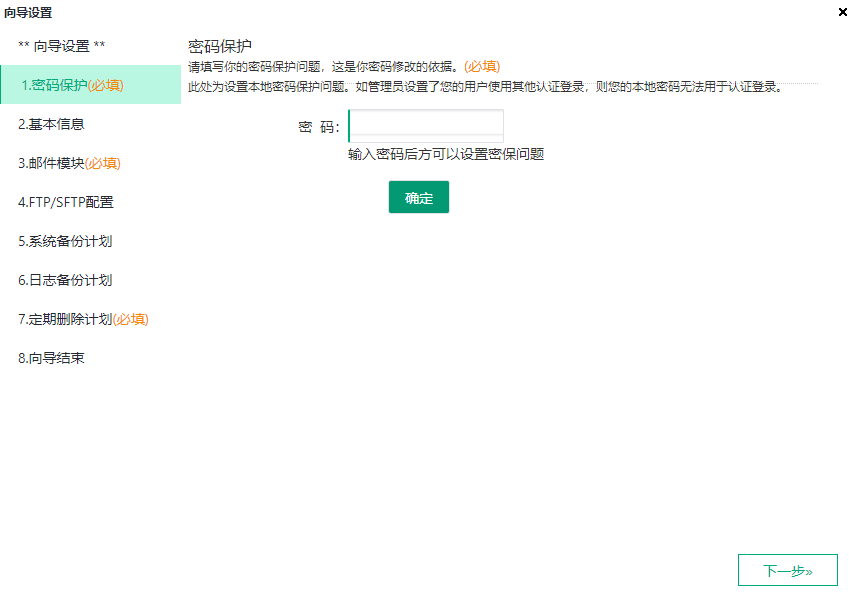 向导设置
** 向导设置 **
1.密码保护(必填)
2.基本信息
3.邮件模块(必填)
4.FTP/SFTP配置
5.系统备份计划
6.日志备份计划
7.定期删除计划(必填)
8.向导结束
密码保护
请填写你的密码保护问题，这是你密码修改的依据。(必填)
此处为设置本地密码保护问题。如管理员设置了您的用户使用其他认证登录，则您的本地密码无法用于认证登录。
密 码：
输入密码后方可以设置密保问题
确定
下一步»